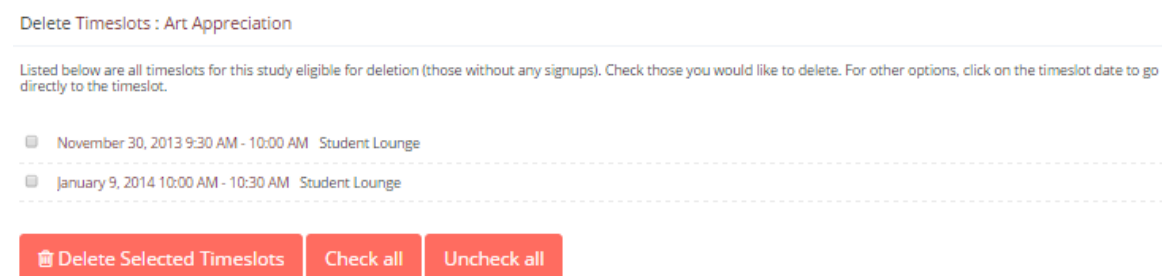 Delete Timeslots : Art Appreciation
Listed below are all timeslots for this study eligible for deletion (those without any signups). Check those you would like to delete. For other options, click on the timeslot date to go
directly to the timeslot.
November 30, 2013 9:30 AM - 10:00 AM Student Lounge
January 9, 2014 10:00 AM - 10:30 AM Student Lounge
Delete Selected Timeslots Check all Uncheck all